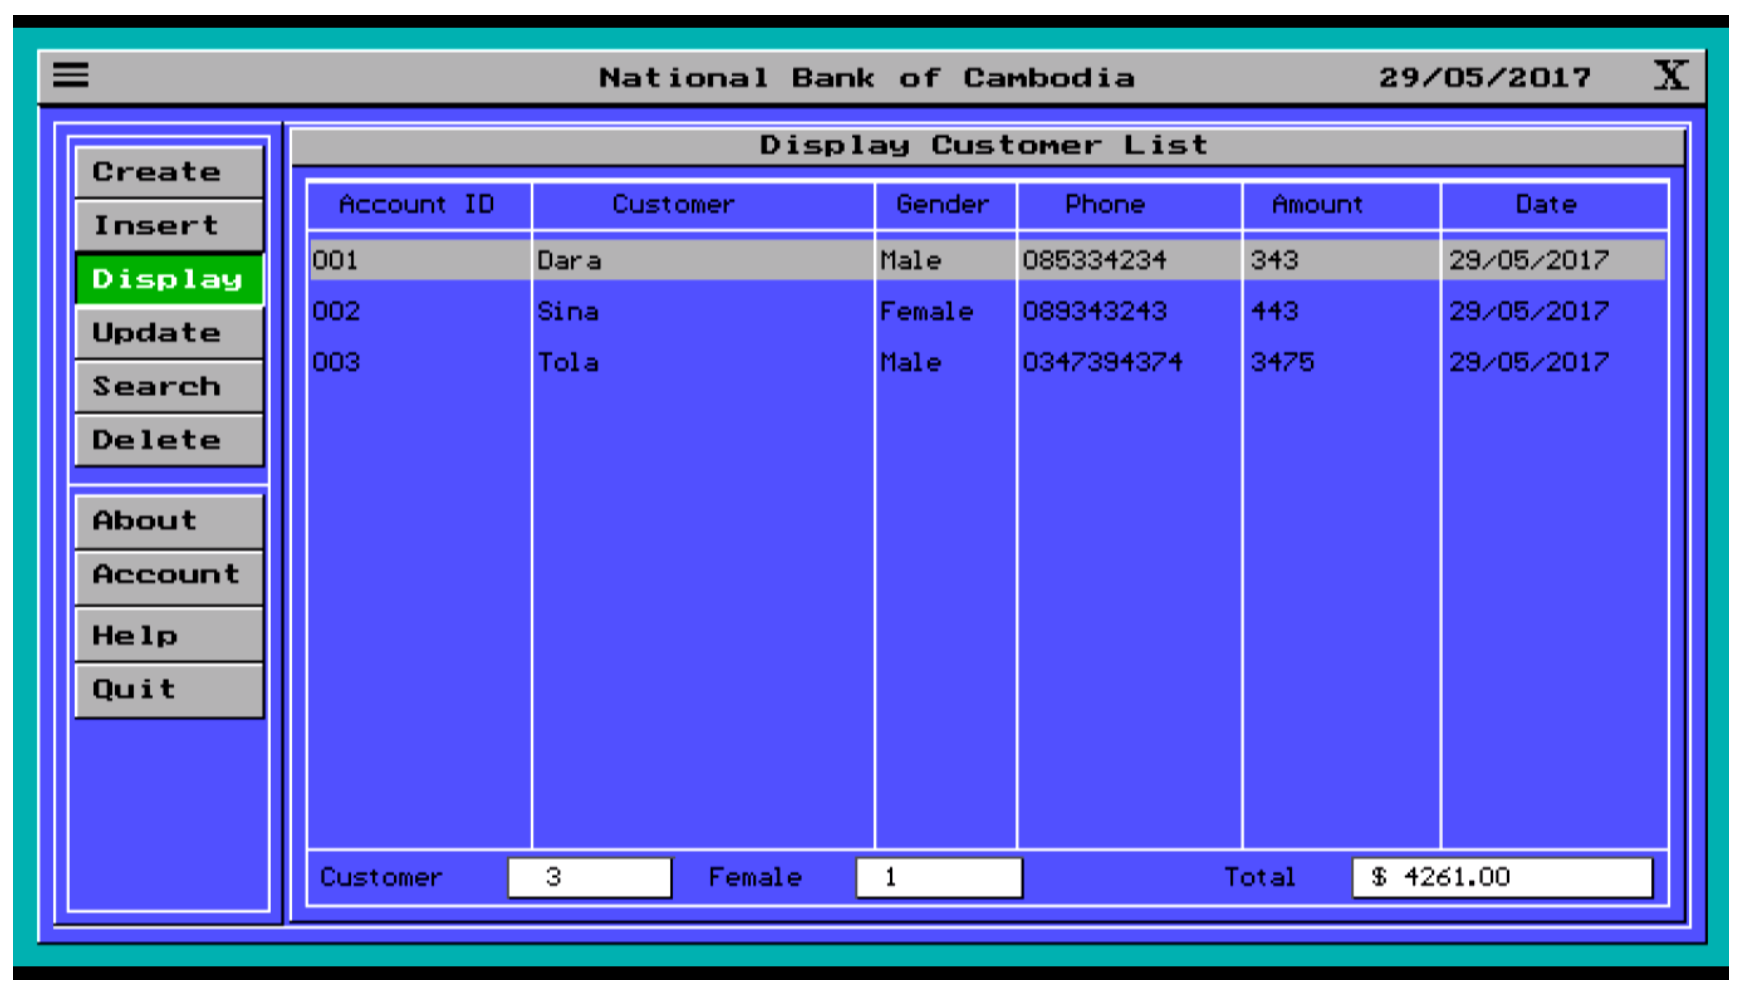 National Bank of Cambodia 29/05/2017 X
Display Customer List
Create
Insert
Display
Update
Search
Delete
About
Account
Help
Quit
Account ID Customer Gender Phone Amount Date
001 Dara Male 085334234 343 29/05/2017
002 Sina Female 089343243 443 29/05/2017
003 Tola Male 0347394374 3475 29/05/2017
Customer 3 Female 1 Total $ 4261.00